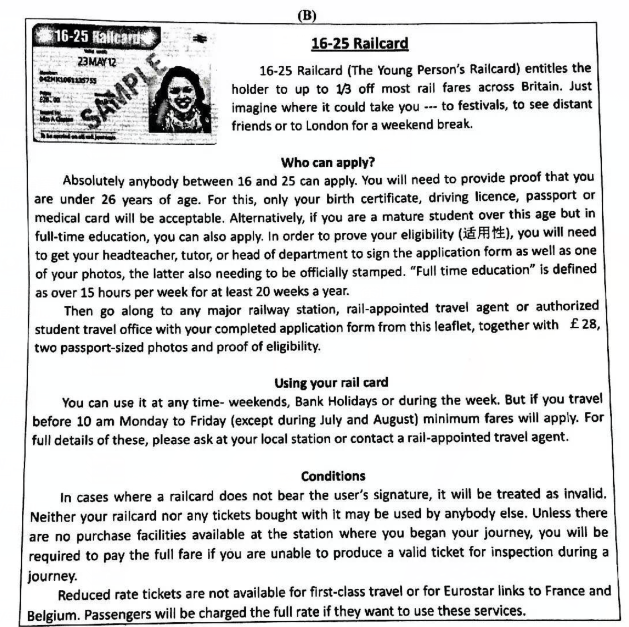 (B)
16-25 Railcard
23MAY12
SAMPLE
16-25 Railcard
16-25 Railcard (The Young Person's Railcard) entitles the
holder to up to 1/3 off most rail fares across Britain. Just
imagine where it could take you --- to festivals, to see distant
friends or to London for a weekend break.
Who can apply?
Absolutely anybody between 16 and 25 can apply. You will need to provide proof that you
are under 26 years of age. For this, only your birth certificate, driving licence, passport or
medical card will be acceptable. Alternatively, if you are a mature student over this age but in
full-time education, you can also apply. In order to prove your eligibility (适用性), you will need
to get your headteacher, tutor, or head of department to sign the application form as well as one
of your photos, the latter also needing to be officially stamped. "Full time education" is defined
as over 15 hours per week for at least 20 weeks a year.
Then go along to any major railway station, rail-appointed travel agent or authorized
student travel office with your completed application form from this leaflet, together with £28,
two passport-sized photos and proof of eligibility.
Using your rail card
You can use it at any time- weekends, Bank Holidays or during the week. But if you travel
before 10 am Monday to Friday (except during July and August) minimum fares will apply. For
full details of these, please ask at your local station or contact a rail-appointed travel agent.
Conditions
In cases where a railcard does not bear the user's signature, it will be treated as invalid.
Neither your railcard nor any tickets bought with it may be used by anybody else. Unless there
are no purchase facilities available at the station where you began your journey, you will be
required to pay the full fare if you are unable to produce a valid ticket for inspection during a
journey.
Reduced rate tickets are not available for first-class travel or for Eurostar links to France and
Belgium. Passengers will be charged the full rate if they want to use these services.